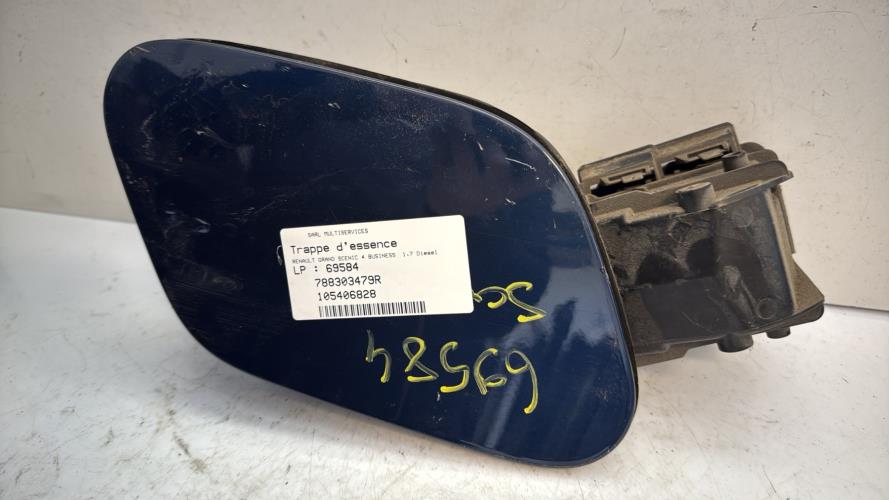 SARL MULTISERVICES
Trappe d'essence
RENAULT GRAND SCENIC 4 BUSINESS 1.7 Diesel
LP : 69584
788303479R
105406828
69584